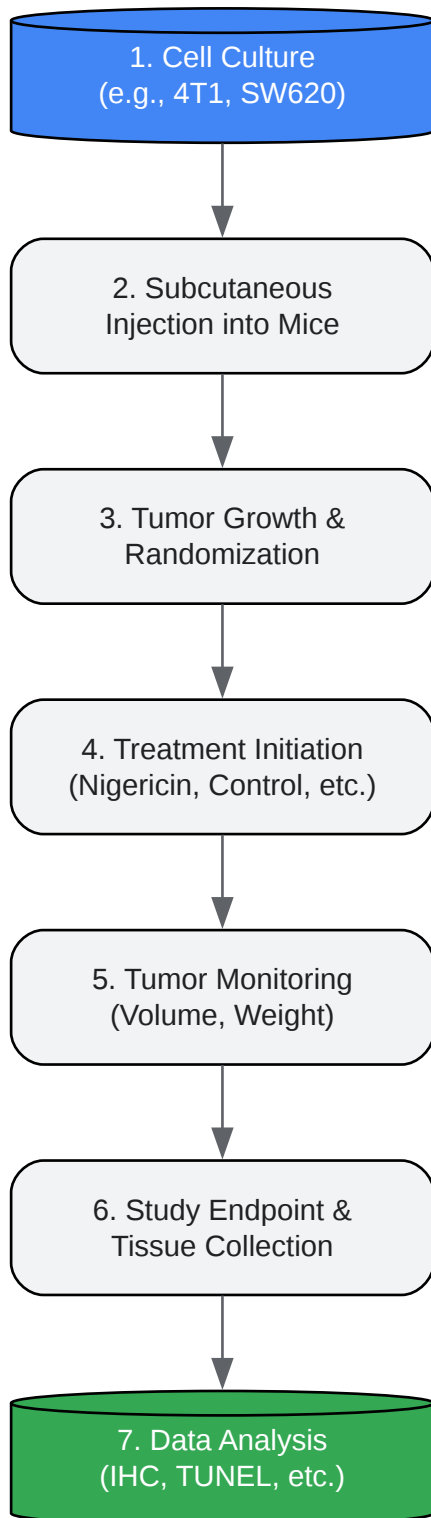 1. Cell Culture
(e.g., 4T1, SW620)
2. Subcutaneous
Injection into Mice
3. Tumor Growth &
Randomization
4. Treatment Initiation
(Nigericin, Control, etc.)
5. Tumor Monitoring
(Volume, Weight)
6. Study Endpoint &
Tissue Collection
7. Data Analysis
(IHC, TUNEL, etc.)